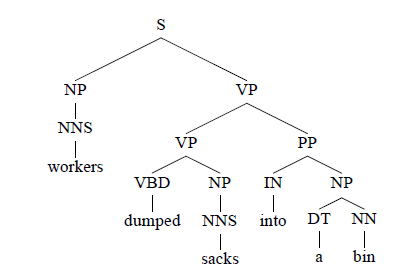 S
NP VP
NNS VP PP
workers VBD NP IN NP
dumped NNS into DT NN
sacks a bin